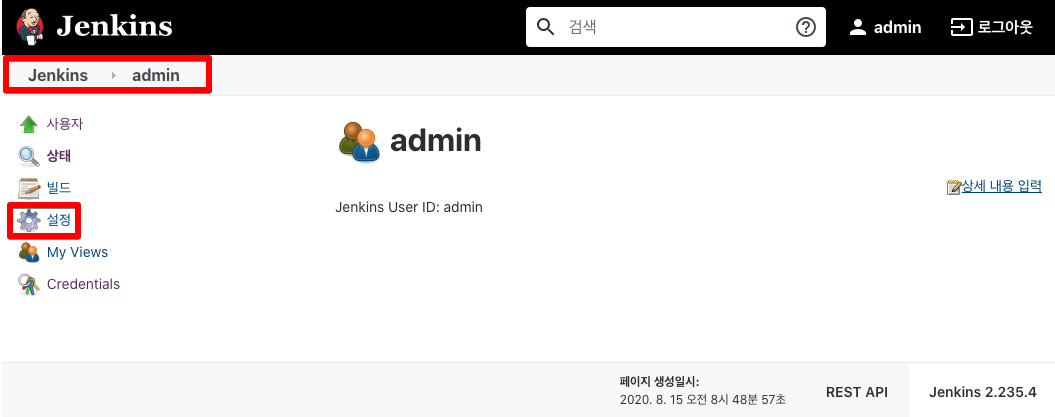 Jenkins
검색
admin
로그아웃
Jenkins admin
사용자
상태
빌드
설정
My Views
Credentials
admin
상세 내용 입력
Jenkins User ID: admin
페이지 생성일시:
2020. 8. 15 오전 8시 48분 57초
REST API
Jenkins 2.235.4